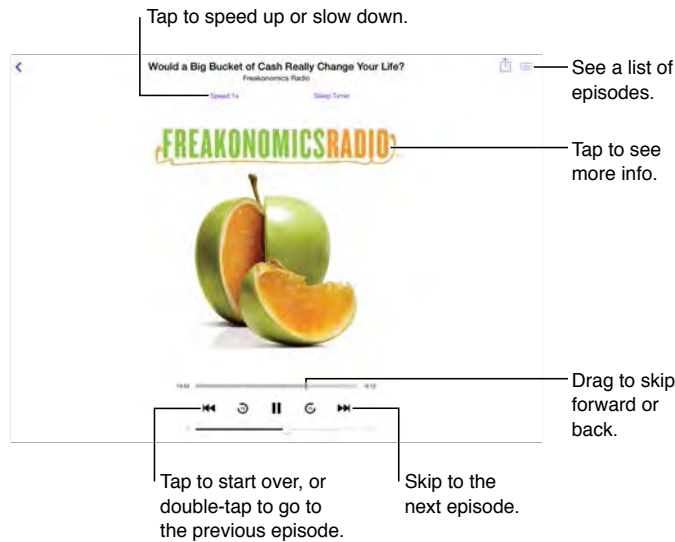 Tap to speed up or slow down.
Would a Big Bucket of Cash Really Change Your Life?
Freakonomics Radio
Speed 1x
Sleep Timer
See a list of
episodes.
FREAKONOMICSRADIO
Tap to see
more info.
Drag to skip
forward or
back.
Tap to start over, or
double-tap to go to
the previous episode.
Skip to the
next episode.